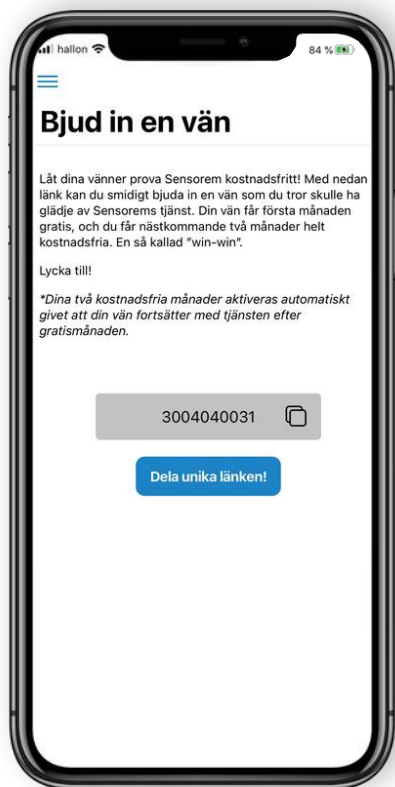 hallon
84 %
Bjud in en vän
Låt dina vänner prova Sensorem kostnadsfritt! Med nedan
länk kan du smidigt bjuda in en vän som du tror skulle ha
glädje av Sensorems tjänst. Din vän får första månaden
gratis, och du får nästkommande två månader helt
kostnadsfria. En så kallad "win-win".
Lycka till!
*Dina två kostnadsfria månader aktiveras automatiskt
givet att din vän fortsätter med tjänsten efter
gratismånaden.
3004040031
Dela unika länken!